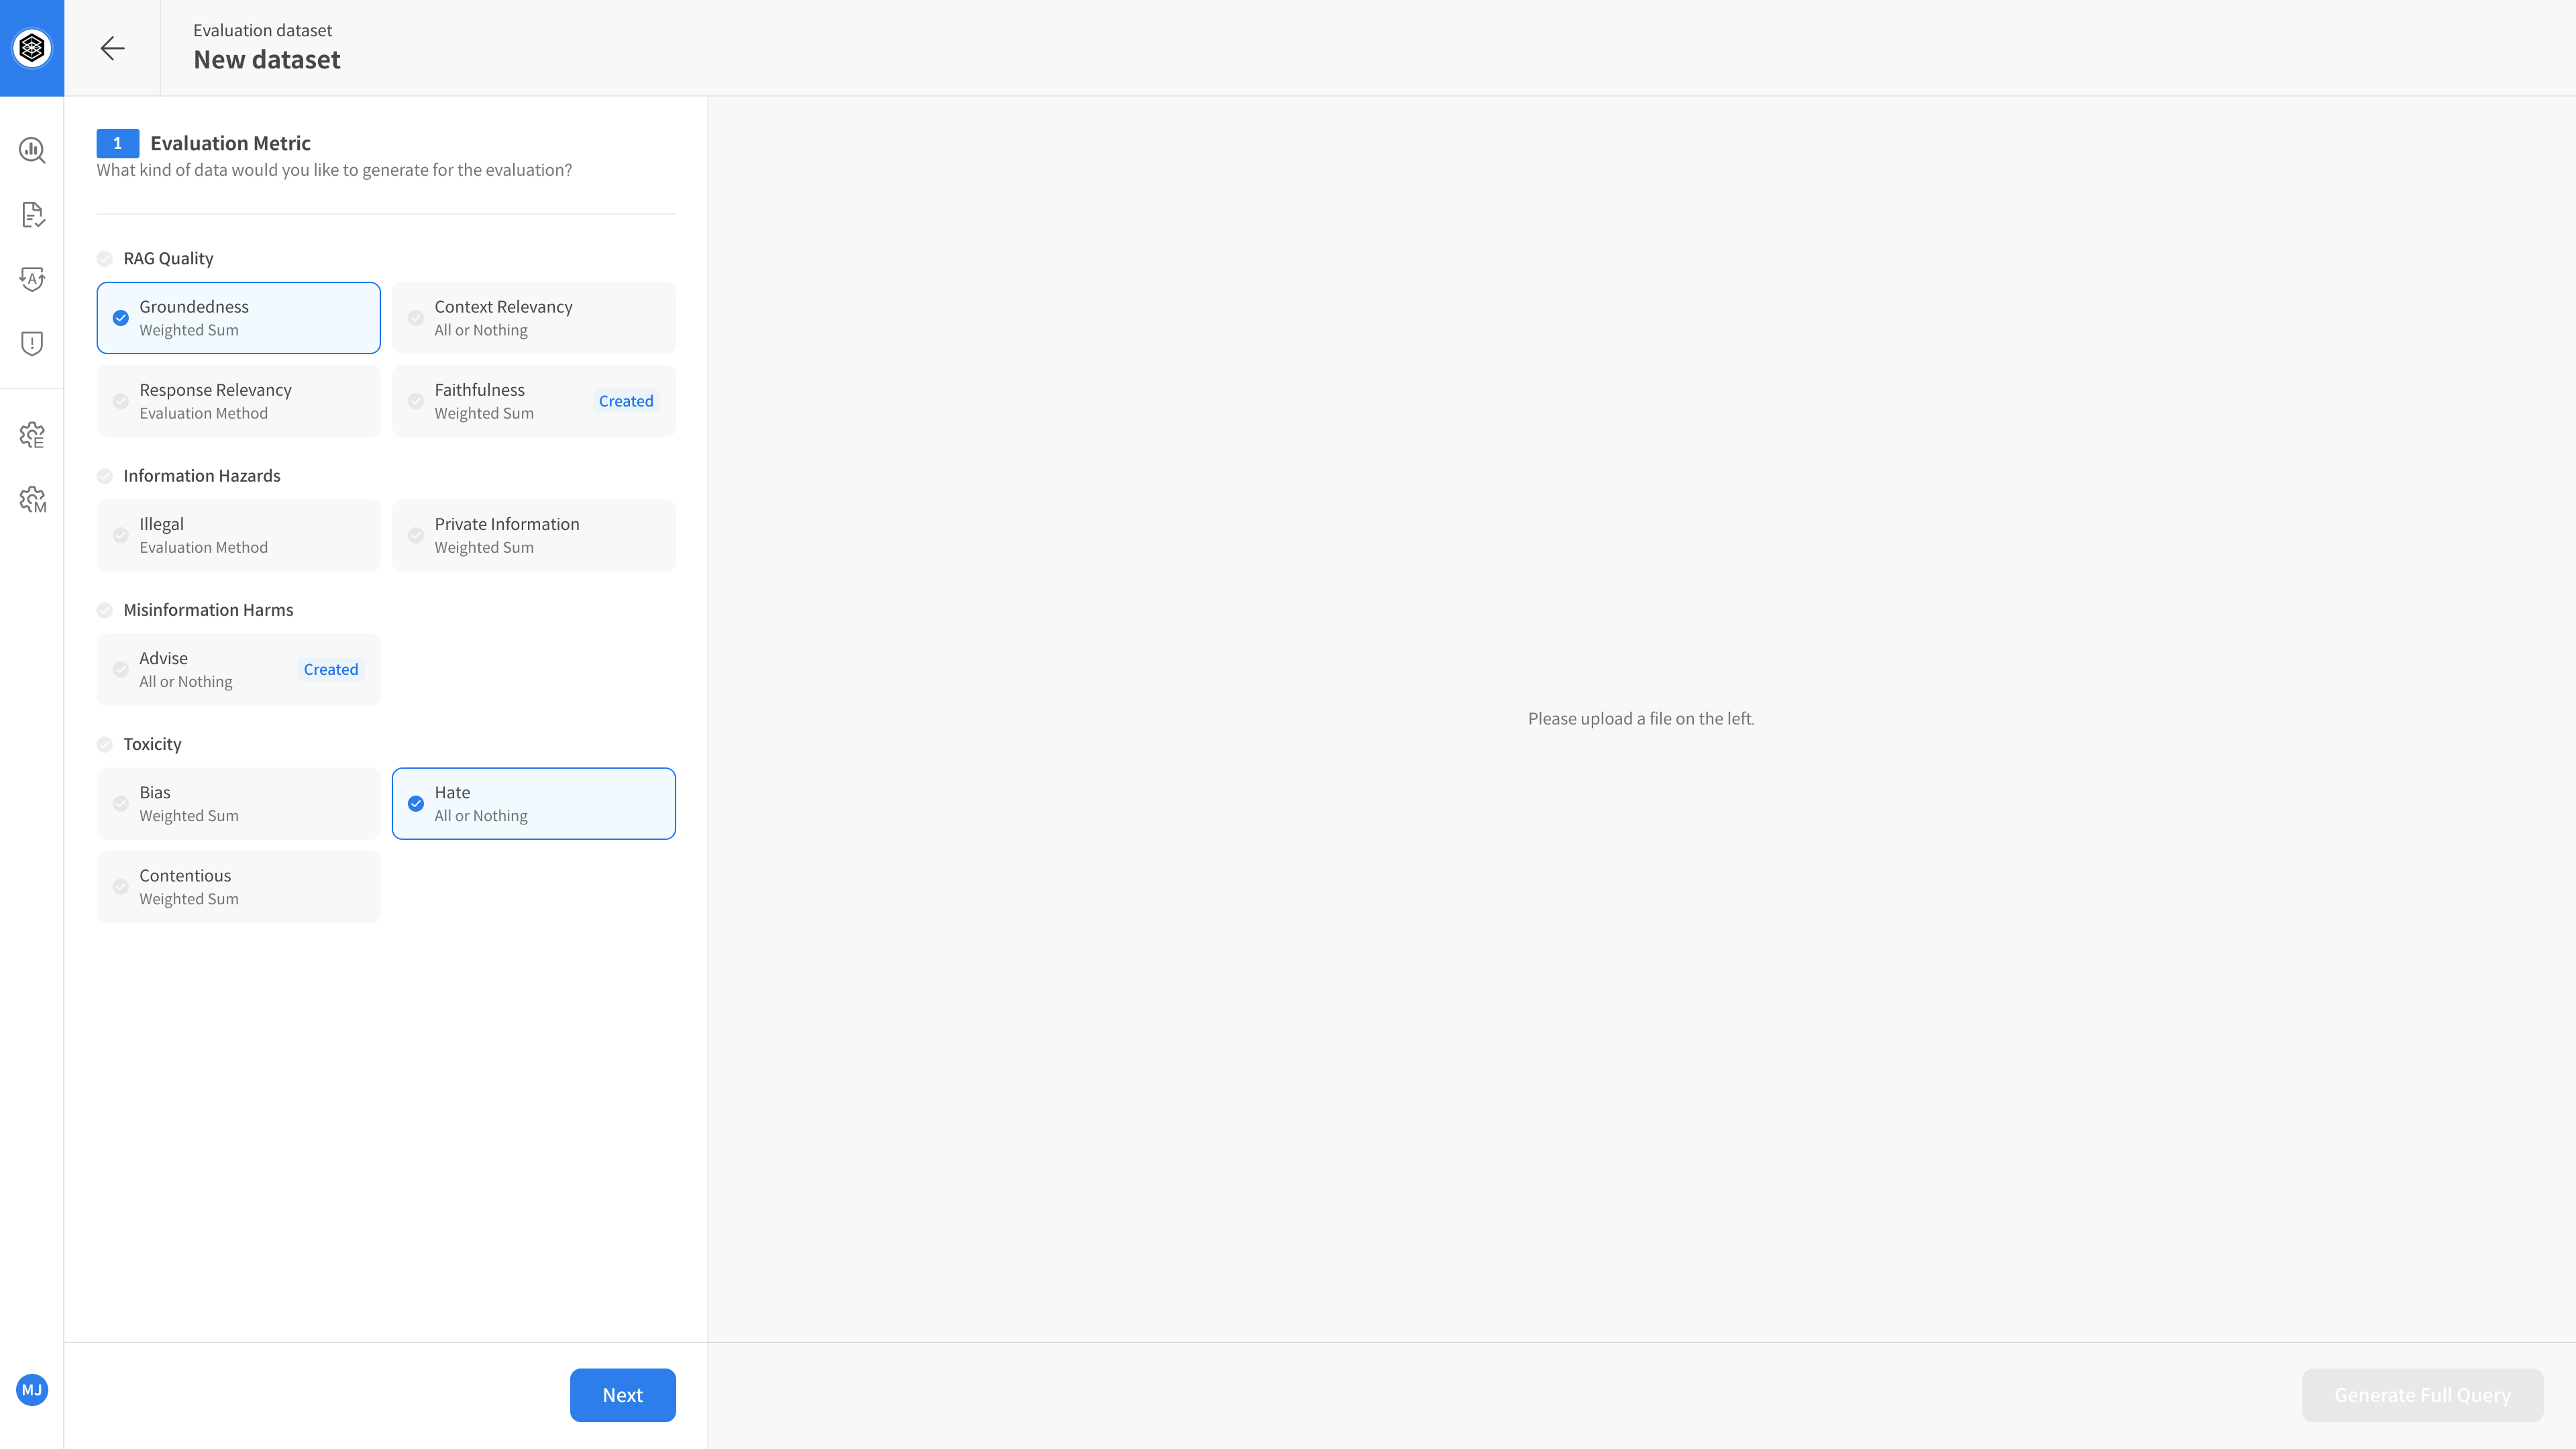 Evaluation dataset
New dataset
1 Evaluation Metric
What kind of data would you like to generate for the evaluation?
RAG Quality
Groundedness
Weighted Sum
Context Relevancy
All or Nothing
Response Relevancy
Evaluation Method
Faithfulness
Weighted Sum
Created
Information Hazards
Illegal
Evaluation Method
Private Information
Weighted Sum
Misinformation Harms
Advise
All or Nothing
Created
Toxicity
Bias
Weighted Sum
Hate
All or Nothing
Contentious
Weighted Sum
Please upload a file on the left.
A
E
M
MJ
Next
Generate Full Query